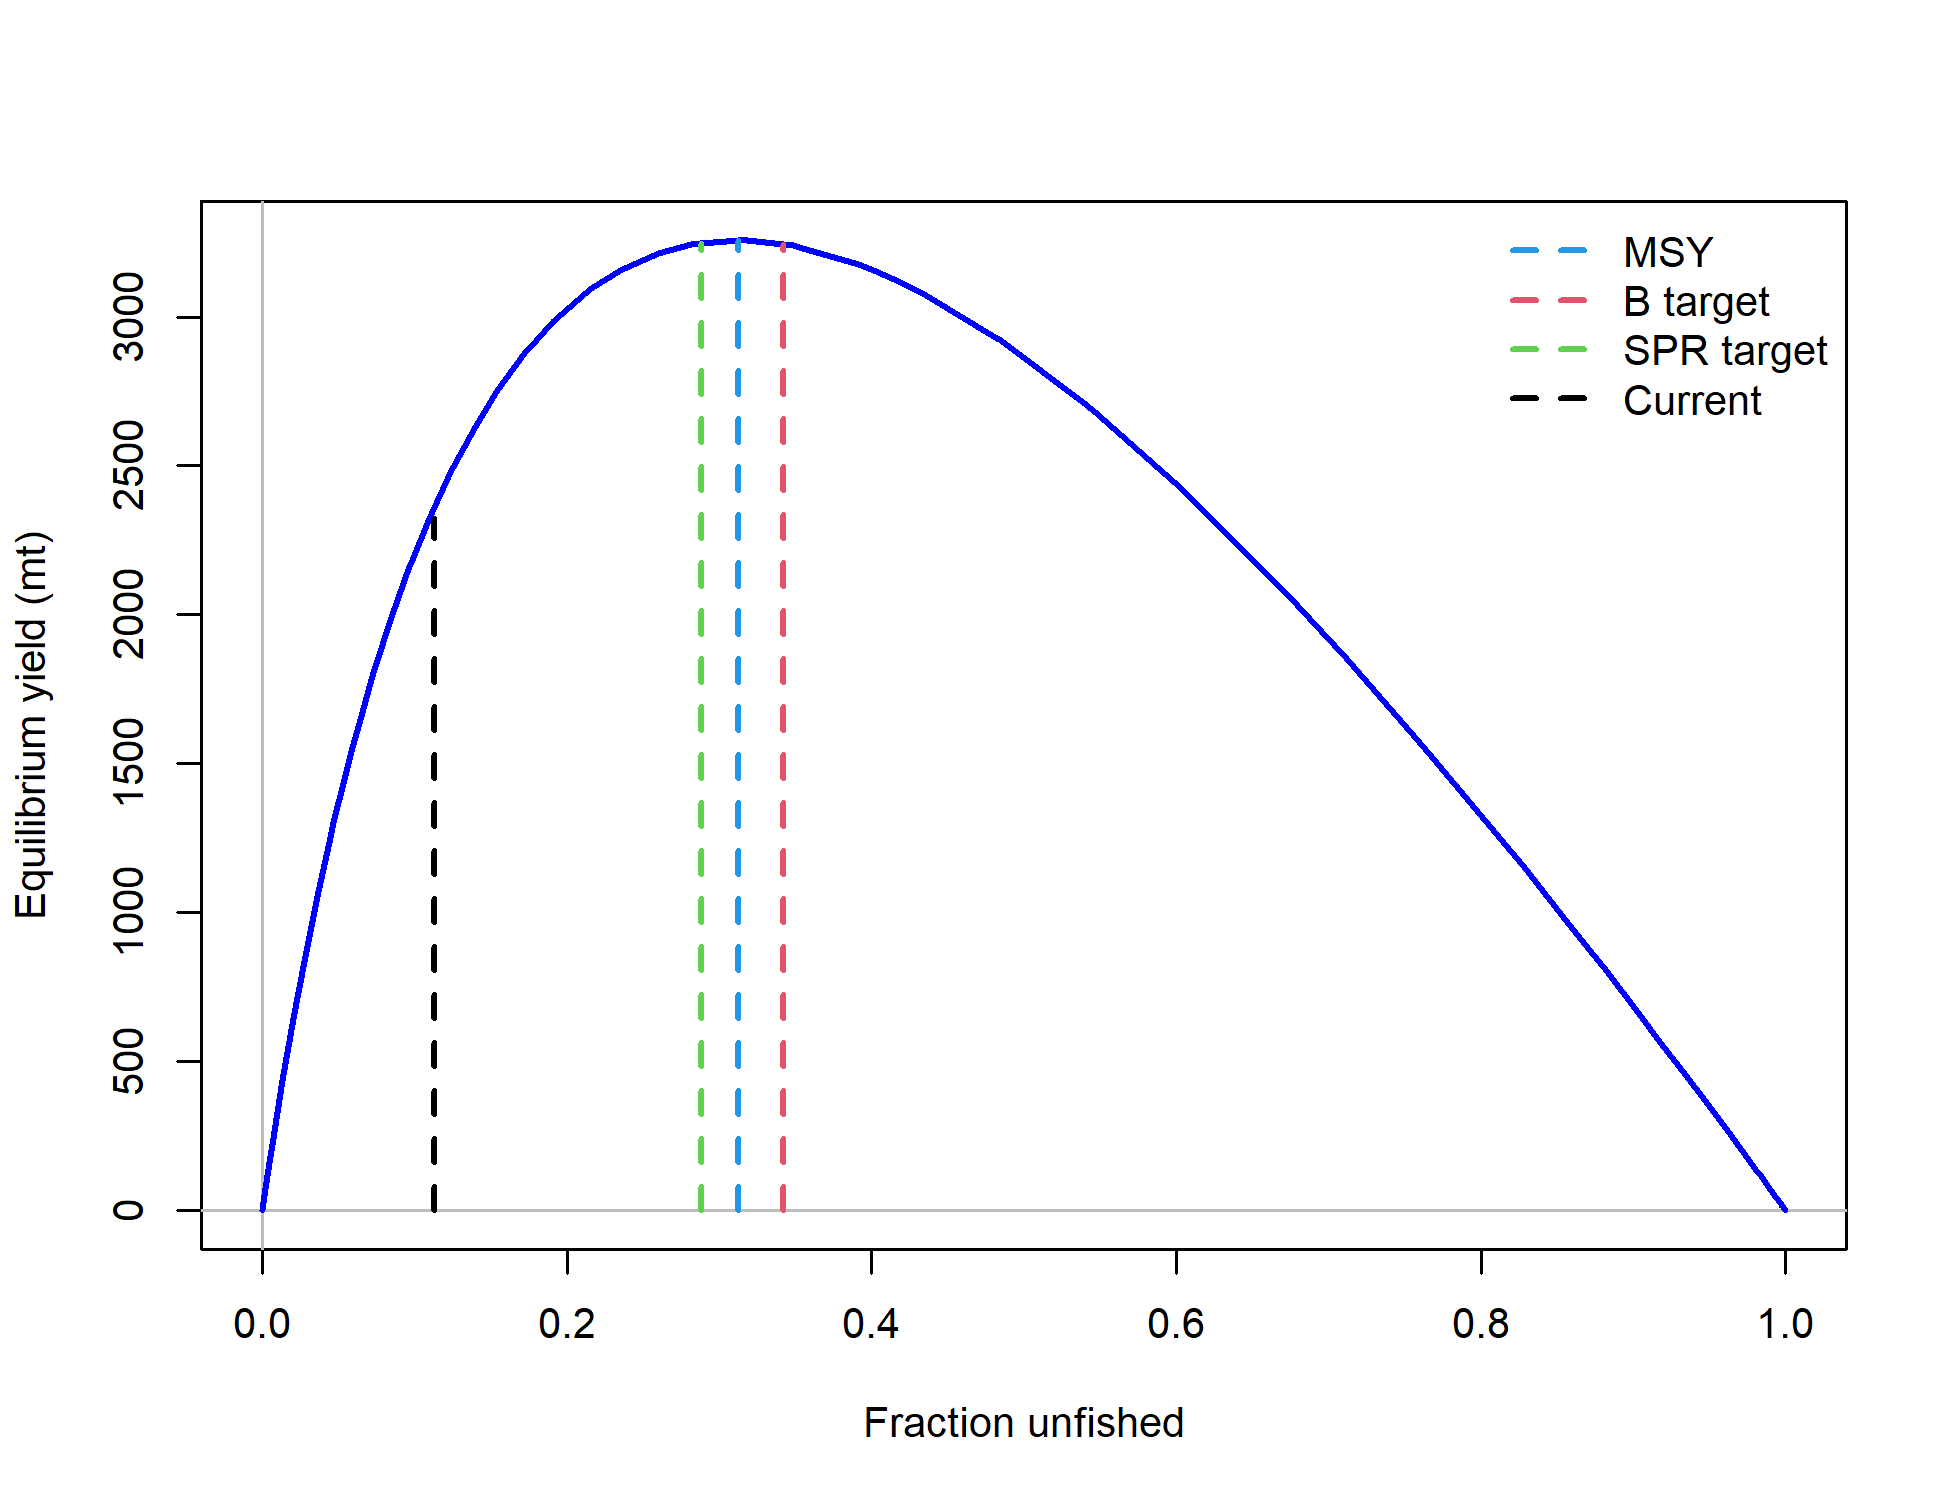 MSY
B target
SPR target
Current
Equilibrium yield (mt)
3000
2500
2000
1500
1000
500
0
0.0 0.2 0.4 0.6 0.8 1.0
Fraction unfished